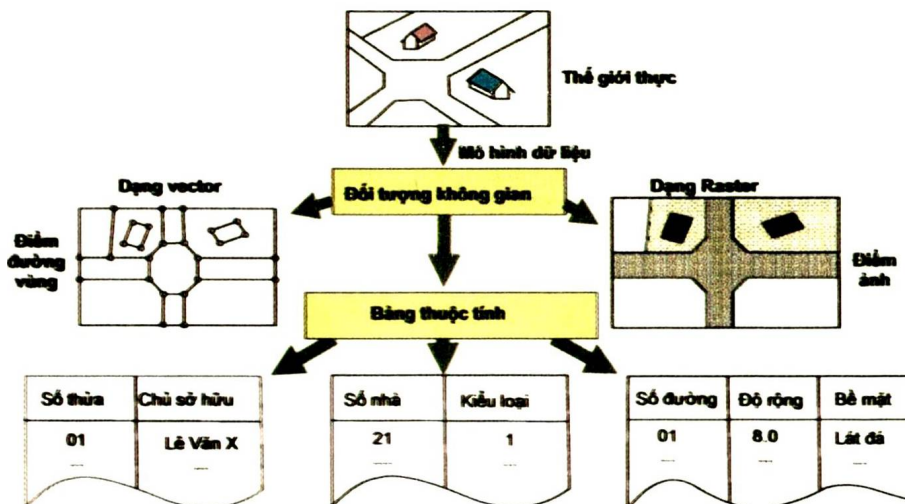 Thế giới thực
Mô hình dữ liệu
Dạng vector
Đối tượng không gian
Dạng Raster
Điểm
đường
vùng
Điểm
ảnh
Bảng thuộc tính
Số thửa Chủ sở hữu
01 Lê Văn X
Số nhà Kiểu loại
21 1
Số đường Độ rộng Bề mặt
01 8.0 Lát đá